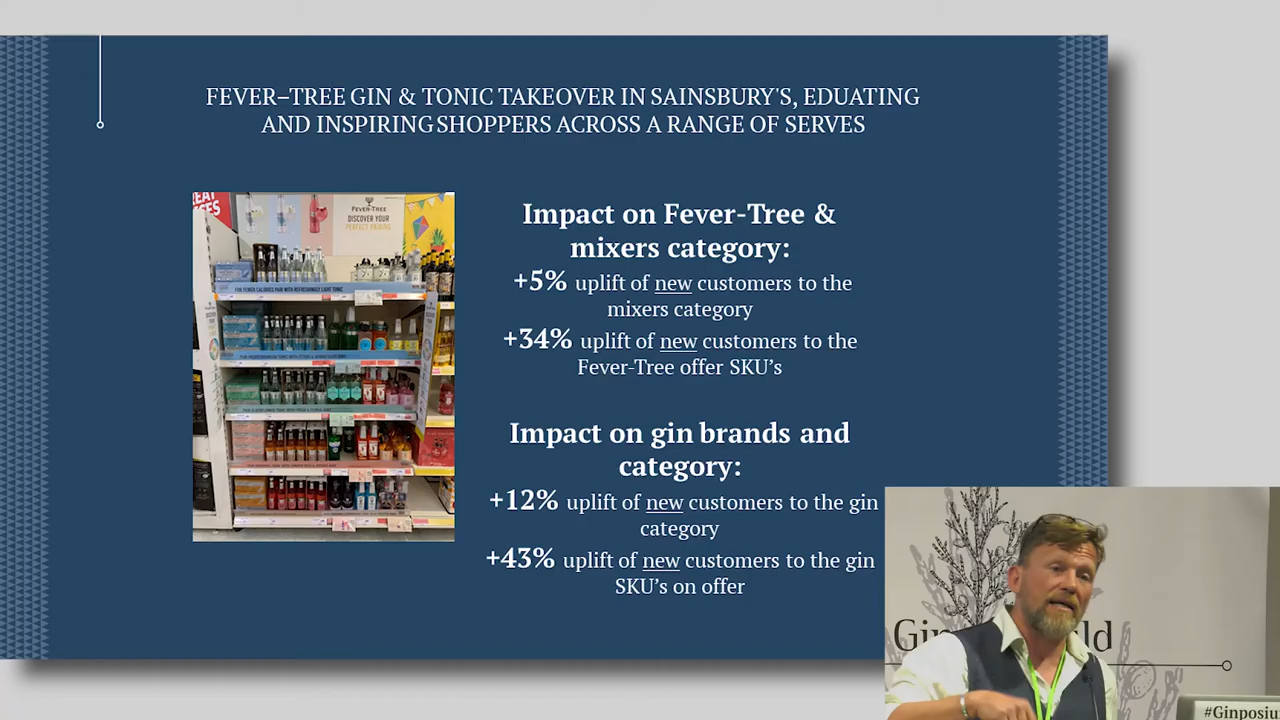 FEVER–TREE GIN & TONIC TAKEOVER IN SAINSBURY'S, EDUATING
AND INSPIRING SHOPPERS ACROSS A RANGE OF SERVES
FEVER-TREE
DISCOVER YOUR
PERFECT PAIRING
Impact on Fever-Tree &
mixers category:
+5% uplift of new customers to the
mixers category
+34% uplift of new customers to the
Fever-Tree offer SKU's
Impact on gin brands and
category:
+12% uplift of new customers to the gin
category
+43% uplift of new customers to the gin
SKU's on offer
#Ginposiu